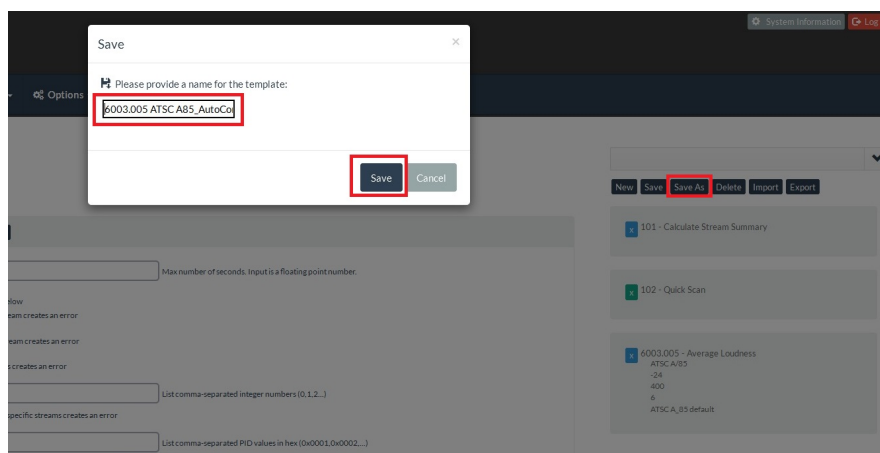 System Information
Log
Save
×
Please provide a name for the template:
6003.005 ATSC A85_AutoCo
Options
Save
Cancel
New
Save
Save As
Delete
Import
Export
x 101 - Calculate Stream Summary
Max number of seconds. Input is a floating point number.
elow
eam creates an error
x 102 - Quick Scan
ream creates an error
s creates an error
x 6003.005 - Average Loudness
ATSC A/85
-24
400
6
ATSC A_85 default
List comma-separated integer numbers (0,1,2...)
specific streams creates an error
List comma-separated PID values in hex (0x0001,0x0002,...)